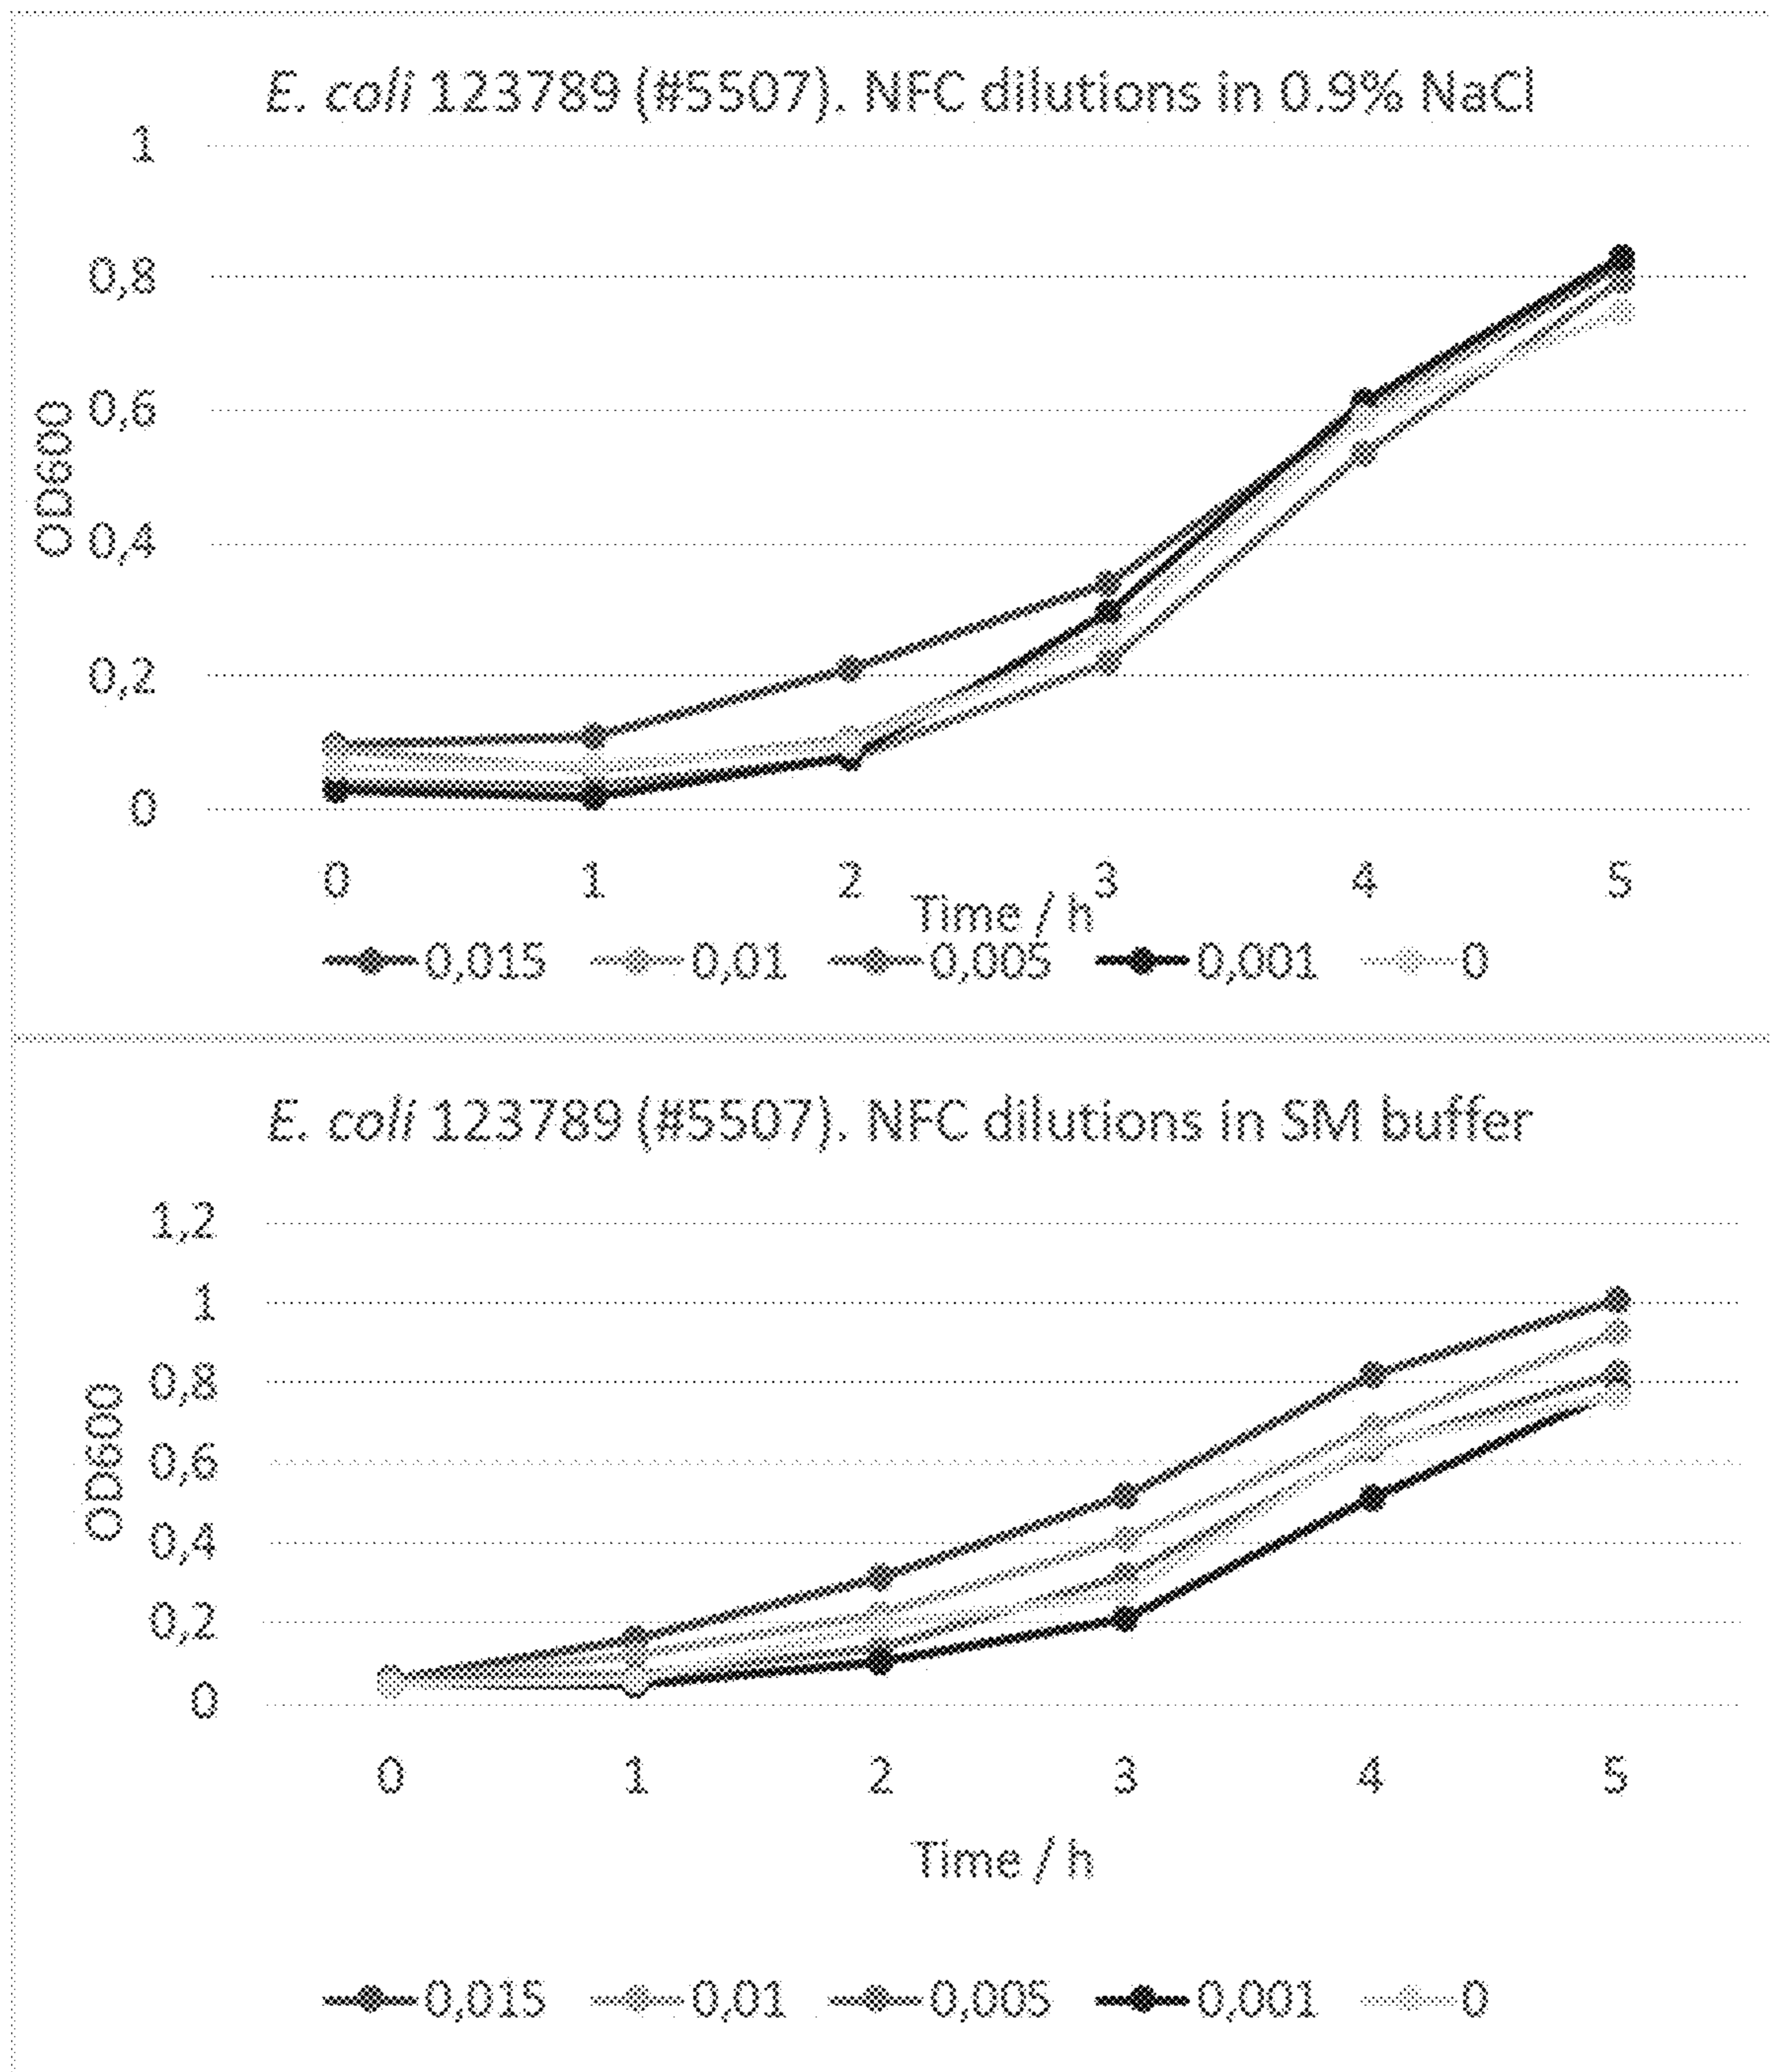 E. coli 123789 (#5507). NFC dilutions in 0.9% NaCl
1
0,8
0,6
0,4
0,2
0
OD600
0 1 2 3 4 5
Time / h
0,015 0,01 0,005 0,001 0
E. coli 123789 (#5507). NFC dilutions in SM buffer
1,2
1
0,8
0,6
0,4
0,2
0
OD600
0 1 2 3 4 5
Time / h
0,015 0,01 0,005 0,001 0